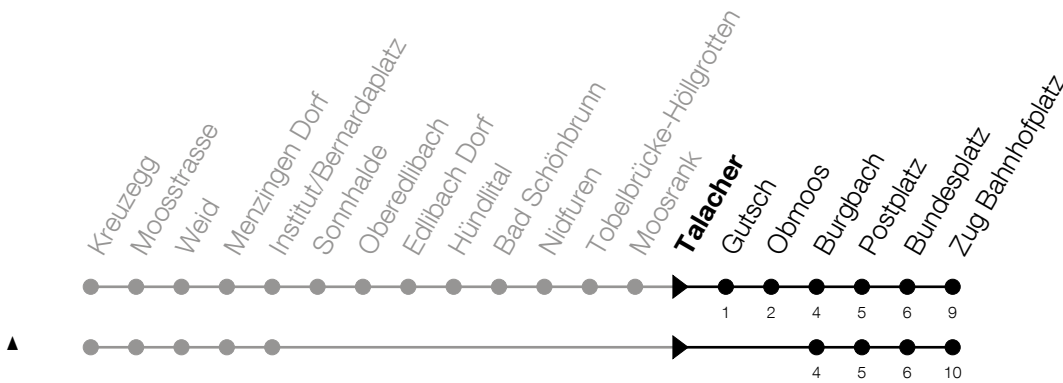 Kreuzegg
Moosstrasse
Weid
Menzingen Dorf
Institut/Bernardaplatz
Sonnhalde
Oberedlibach
Edlibach Dorf
Hündlital
Bad Schönbrunn
Nidfuren
Tobelbrücke-Höllgrotten
Moosrank
Talacher
Gutsch
Obmoos
Burgbach
Postplatz
Bundesplatz
Zug Bahnhofplatz
1 2 4 5 6 9
4 5 6 10